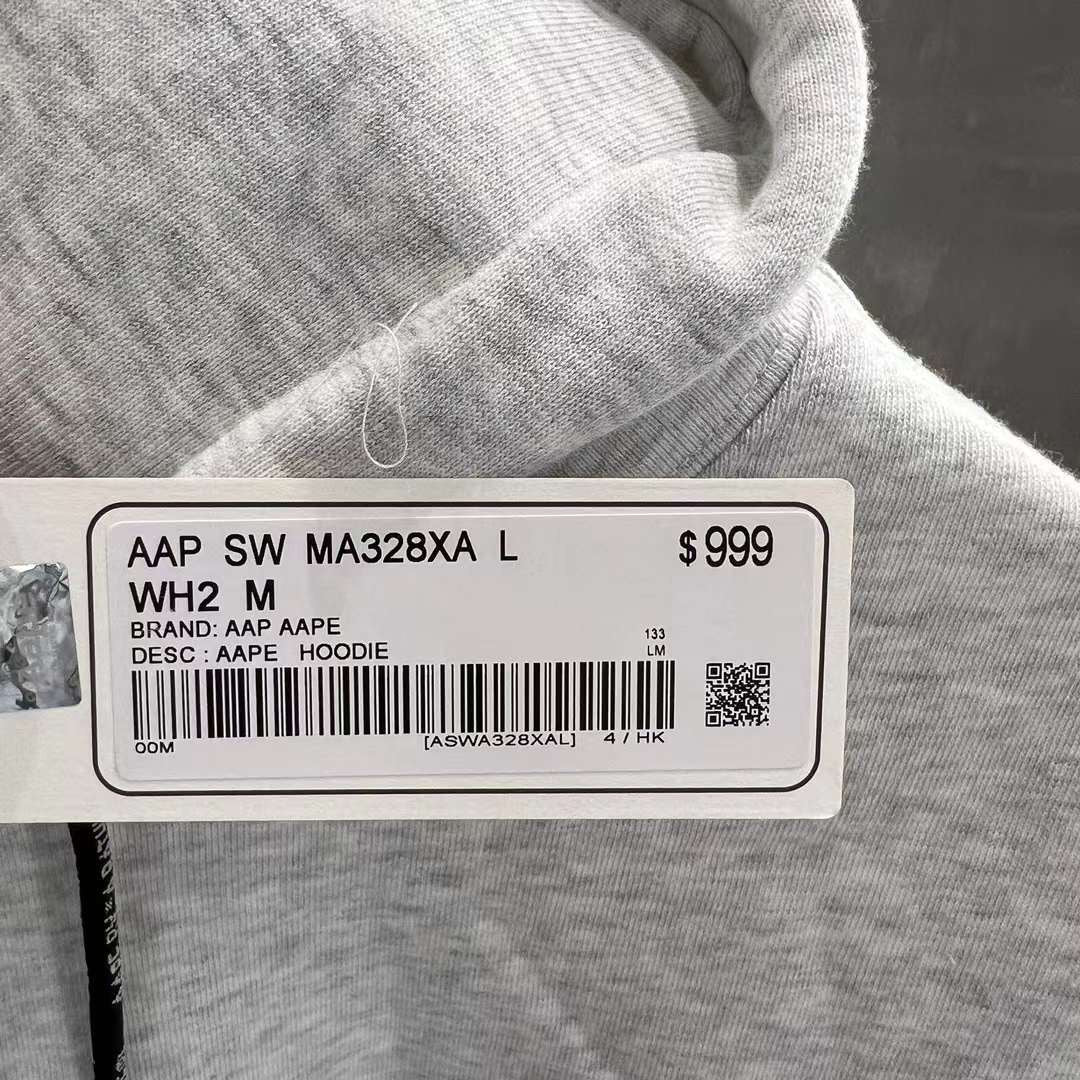 AAP SW MA328XA L
$999
WH2 M
BRAND: AAP AAPE
DESC : AAPE HOODIE
133
LM
00M
[ASWA328XAL] 4 / HK